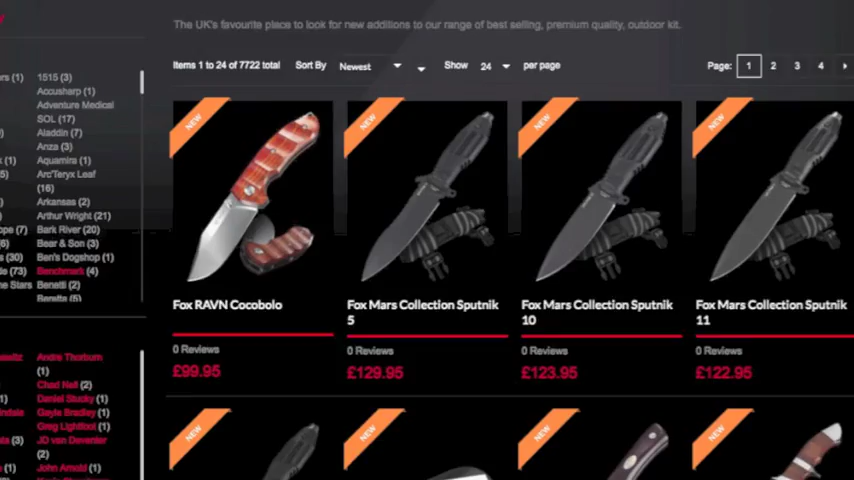 The UK's favourite place to look for new additions to our range of best selling, premium quality, outdoor kit.
Items 1 to 24 of 7722 total Sort By Newest Show 24 per page Page: 1 2 3 4
1515 (3)
Accusharp (1)
Adventure Medical
SOL (17)
Aladdin (7)
Anza (3)
Aquamira (1)
Arc'Teryx Leaf
(16)
Arkansas (2)
Arthur Wright (21)
Bark River (20)
Bear & Son (3)
Ben's Dogshop (1)
Benchmark (4)
Benetti (2)
Beretta (5)
Andre Thorburn
(1)
Chad Nell (2)
Daniel Stucky (1)
Gayle Bradley (1)
Greg Lightfoot (1)
JD van Deventer
(2)
John Arnold (1)
NEW NEW NEW NEW
Fox RAVN Cocobolo
0 Reviews
£99.95
Fox Mars Collection Sputnik
5
0 Reviews
£129.95
Fox Mars Collection Sputnik
10
0 Reviews
£123.95
Fox Mars Collection Sputnik
11
0 Reviews
£122.95
NEW NEW NEW NEW